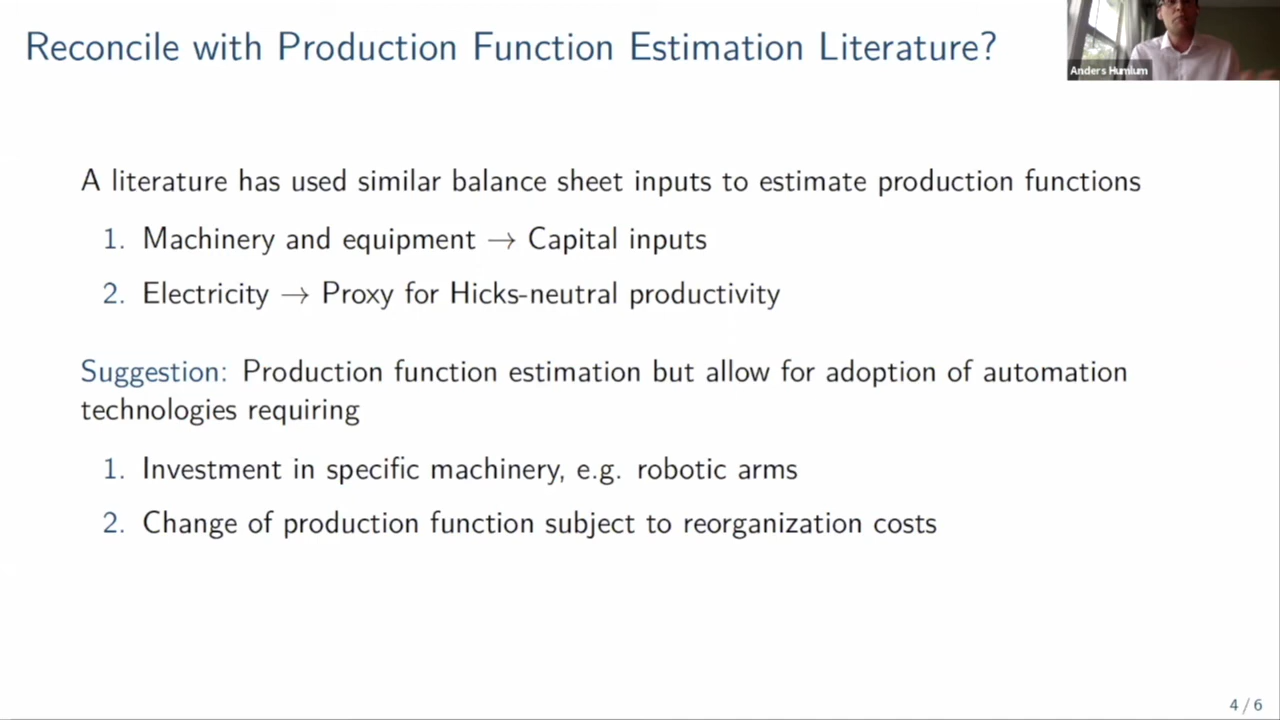 Reconcile with Production Function Estimation Literature?
Anders Humlum
A literature has used similar balance sheet inputs to estimate production functions
1. Machinery and equipment → Capital inputs
2. Electricity → Proxy for Hicks-neutral productivity
Suggestion: Production function estimation but allow for adoption of automation
technologies requiring
1. Investment in specific machinery, e.g. robotic arms
2. Change of production function subject to reorganization costs
4 / 6